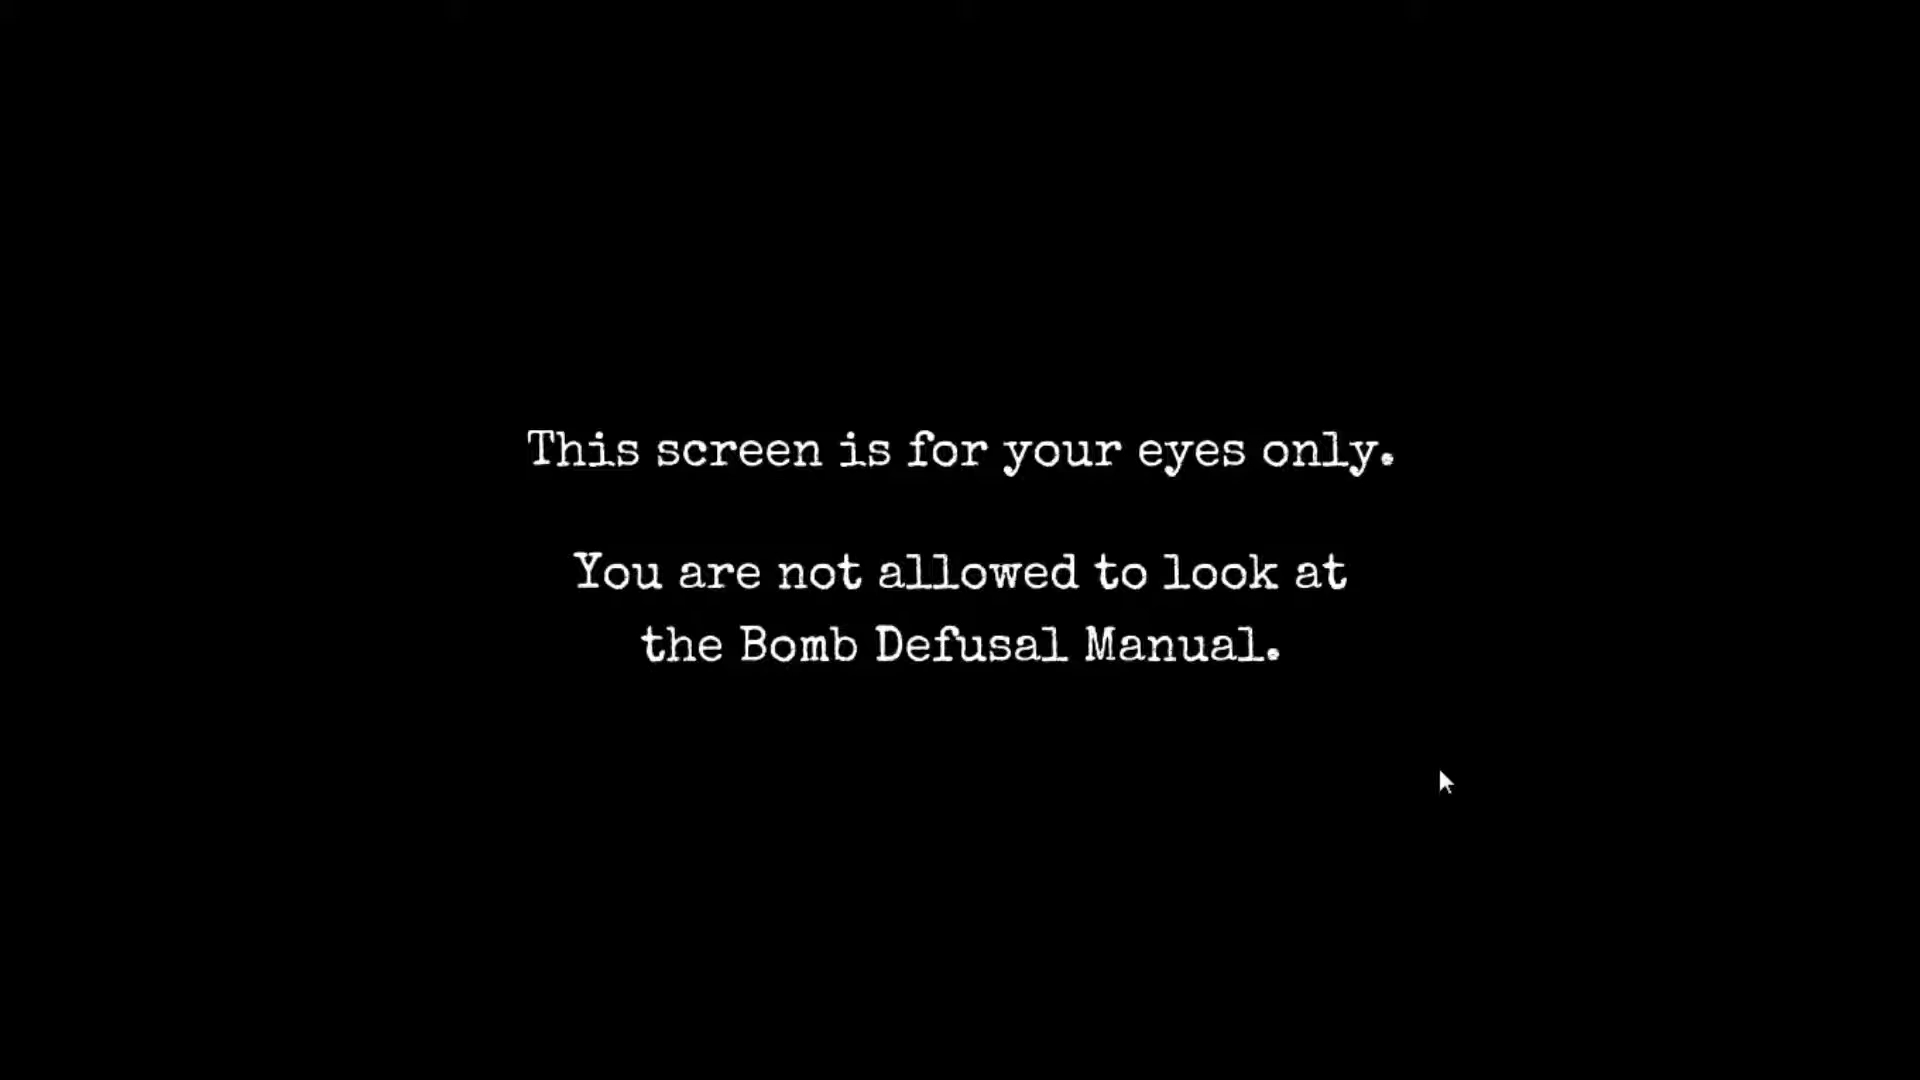 This screen is for your eyes only.
You are not allowed to look at
the Bomb Defusal Manual.